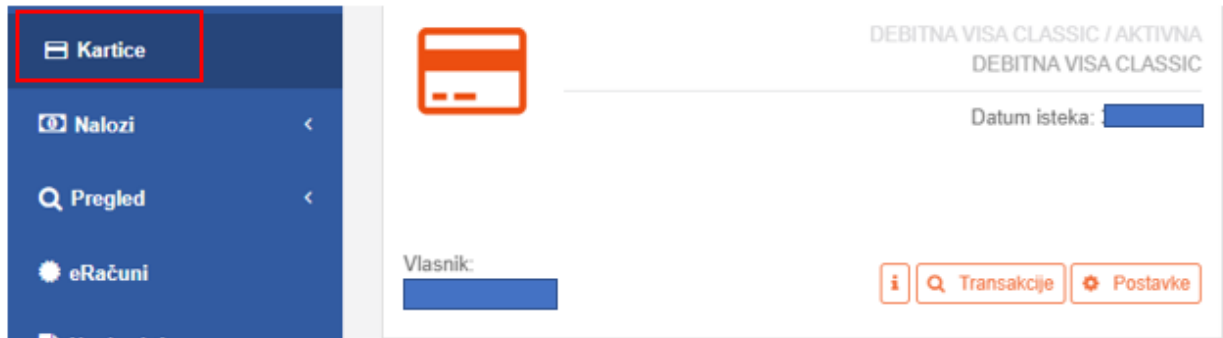 Kartice
Nalozi
Pregled
eRačuni
DEBITNA VISA CLASSIC / AKTIVNA
DEBITNA VISA CLASSIC
Datum isteka:
Vlasnik:
i
Transakcije
Postavke